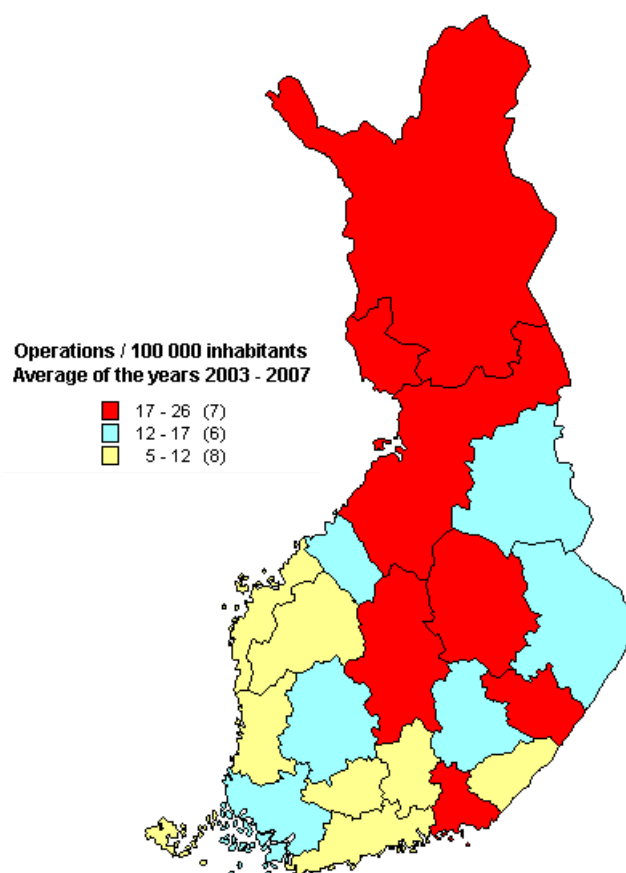 Operations / 100 000 inhabitants
Average of the years 2003 - 2007
17 - 26 (7)
12 - 17 (6)
5 - 12 (8)